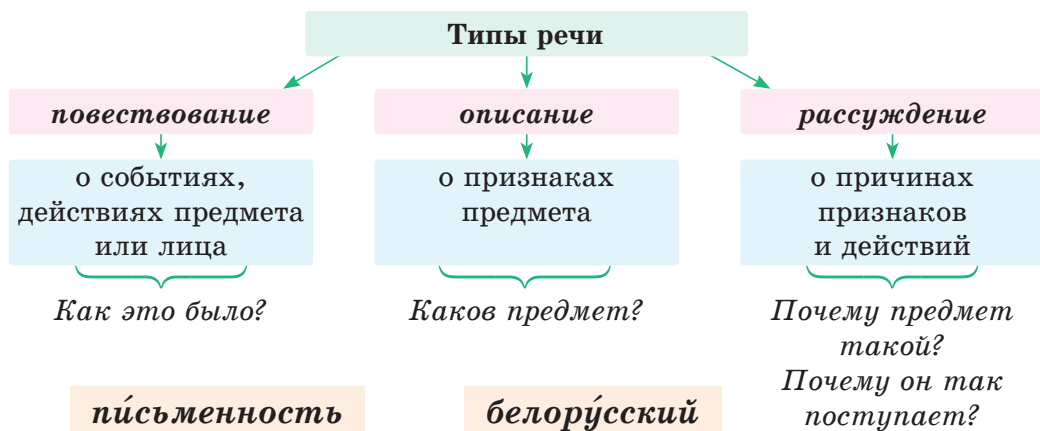 Типы речи
повествование
описание
рассуждение
о событиях,
действиях предмета
или лица
о признаках
предмета
о причинах
признаков
и действий
Как это было?
Каков предмет?
Почему предмет
такой?
Почему он так
поступает?
пи́сьменность
белору́сский